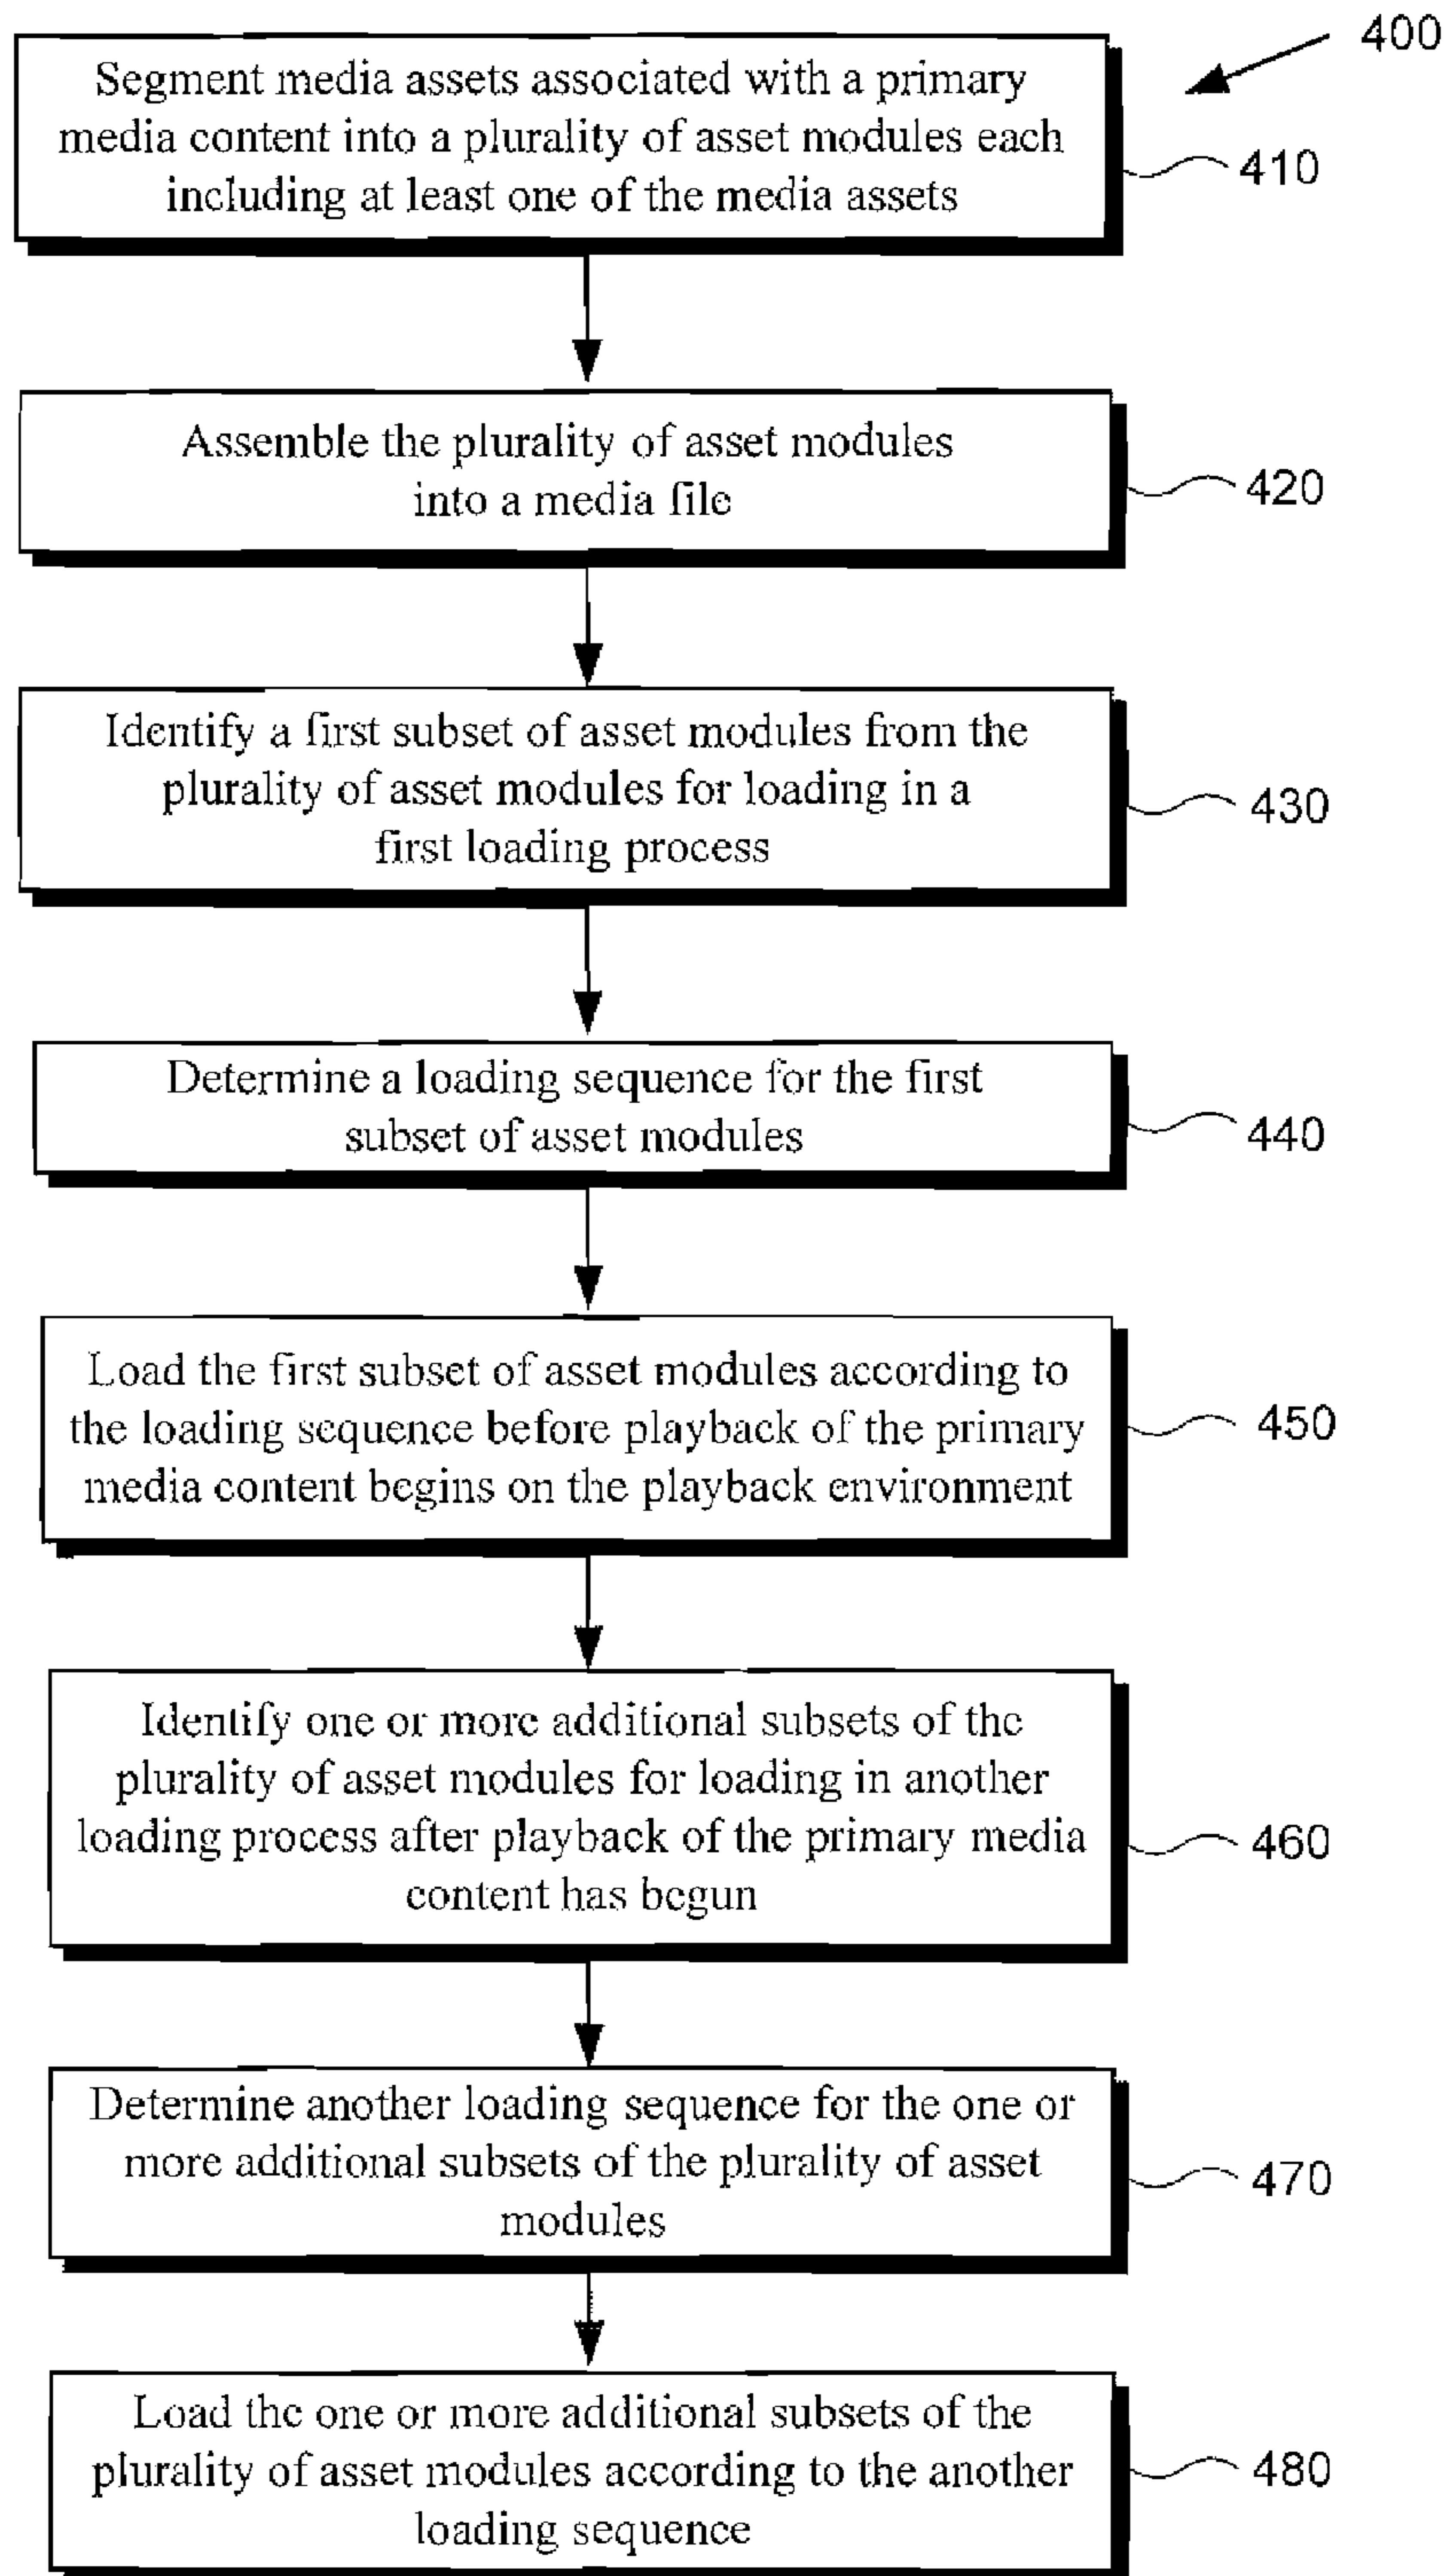 400
Segment media assets associated with a primary
media content into a plurality of asset modules each
including at least one of the media assets
410
Assemble the plurality of asset modules
into a media file
420
Identify a first subset of asset modules from the
plurality of asset modules for loading in a
first loading process
430
Determine a loading sequence for the first
subset of asset modules
440
Load the first subset of asset modules according to
the loading sequence before playback of the primary
media content begins on the playback environment
450
Identify one or more additional subsets of the
plurality of asset modules for loading in another
loading process after playback of the primary media
content has begun
460
Determine another loading sequence for the one or
more additional subsets of the plurality of asset
modules
470
Load the one or more additional subsets of the
plurality of asset modules according to the another
loading sequence
480